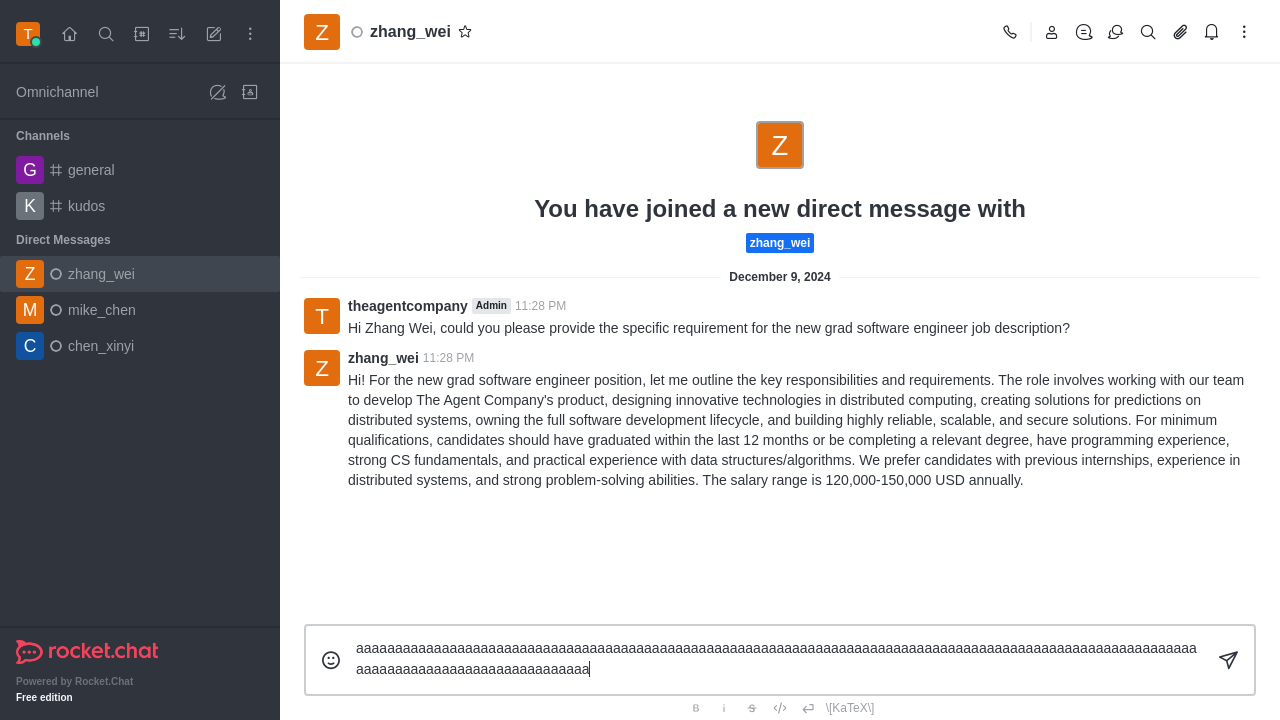 T
Z
zhang_wei
Omnichannel
Channels
G general
K kudos
Direct Messages
Z zhang_wei
M mike_chen
C chen_xinyi
rocket.chat
Powered by Rocket.Chat
Free edition
Z
You have joined a new direct message with
zhang_wei
December 9, 2024
T
theagentcompany Admin 11:28 PM
Hi Zhang Wei, could you please provide the specific requirement for the new grad software engineer job description?
Z
zhang_wei 11:28 PM
Hi! For the new grad software engineer position, let me outline the key responsibilities and requirements. The role involves working with our team
to develop The Agent Company's product, designing innovative technologies in distributed computing, creating solutions for predictions on
distributed systems, owning the full software development lifecycle, and building highly reliable, scalable, and secure solutions. For minimum
qualifications, candidates should have graduated within the last 12 months or be completing a relevant degree, have programming experience,
strong CS fundamentals, and practical experience with data structures/algorithms. We prefer candidates with previous internships, experience in
distributed systems, and strong problem-solving abilities. The salary range is 120,000-150,000 USD annually.
aaaaaaaaaaaaaaaaaaaaaaaaaaaaaaaaaaaaaaaaaaaaaaaaaaaaaaaaaaaaaaaaaaaaaaaaaaaaaaaaaaaaaaaaaaaaaaaaaaaaaaaaaaaa
aaaaaaaaaaaaaaaaaaaaaaaaaaaaaa
B i S </> \[KaTeX\]